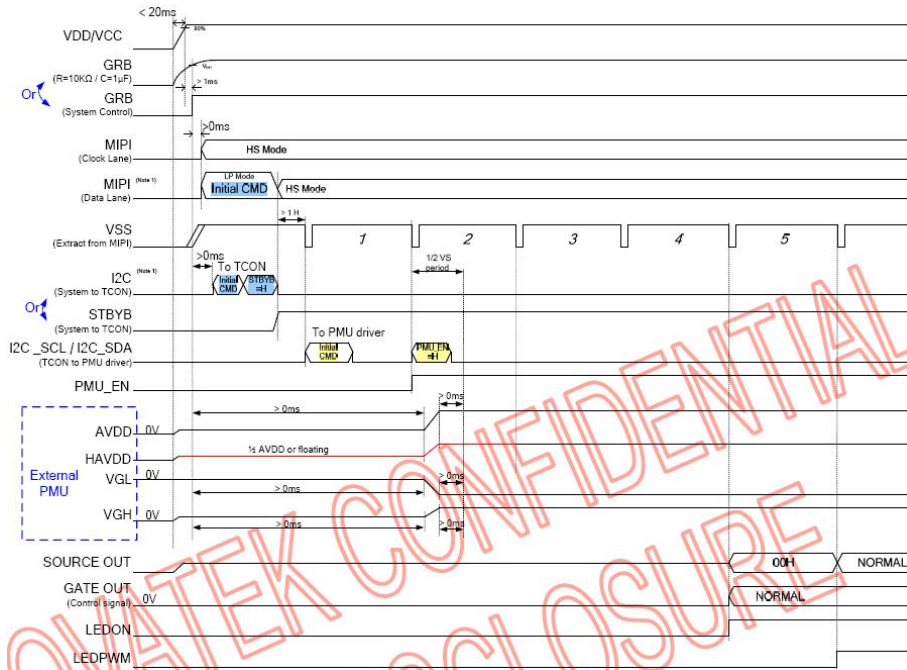 < 20ms
VDD/VCC
80%
GRB
(R=10KΩ / C=1μF)
> 1ms
Or
GRB
(System Control)
>0ms
MIPI
(Clock Lane)
HS Mode
MIPI (Note 1)
(Data Lane)
LP Mode
Initial CMD
HS Mode
> 1 H
VSS
(Extract from MIPI)
1
2
3
4
5
>0ms
To TCON
1/2 VS
period
I2C (Note 1)
(System to TCON)
Initial
CMD
STBYB
=H
Or
STBYB
(System to TCON)
To PMU driver
I2C _SCL / I2C_SDA
(TCON to PMU driver)
Initial
CMD
PMU_EN
=H
PMU_EN
> 0ms
> 0ms
AVDD
0V
HAVDD
½ AVDD or floating
External
PMU
VGL
0V
> 0ms
> 0ms
VGH
0V
> 0ms
> 0ms
SOURCE OUT
00H
NORMAL
GATE OUT
(Control signal)
0V
NORMAL
LEDON
LEDPWM
NOVATEK CONFIDENTIAL